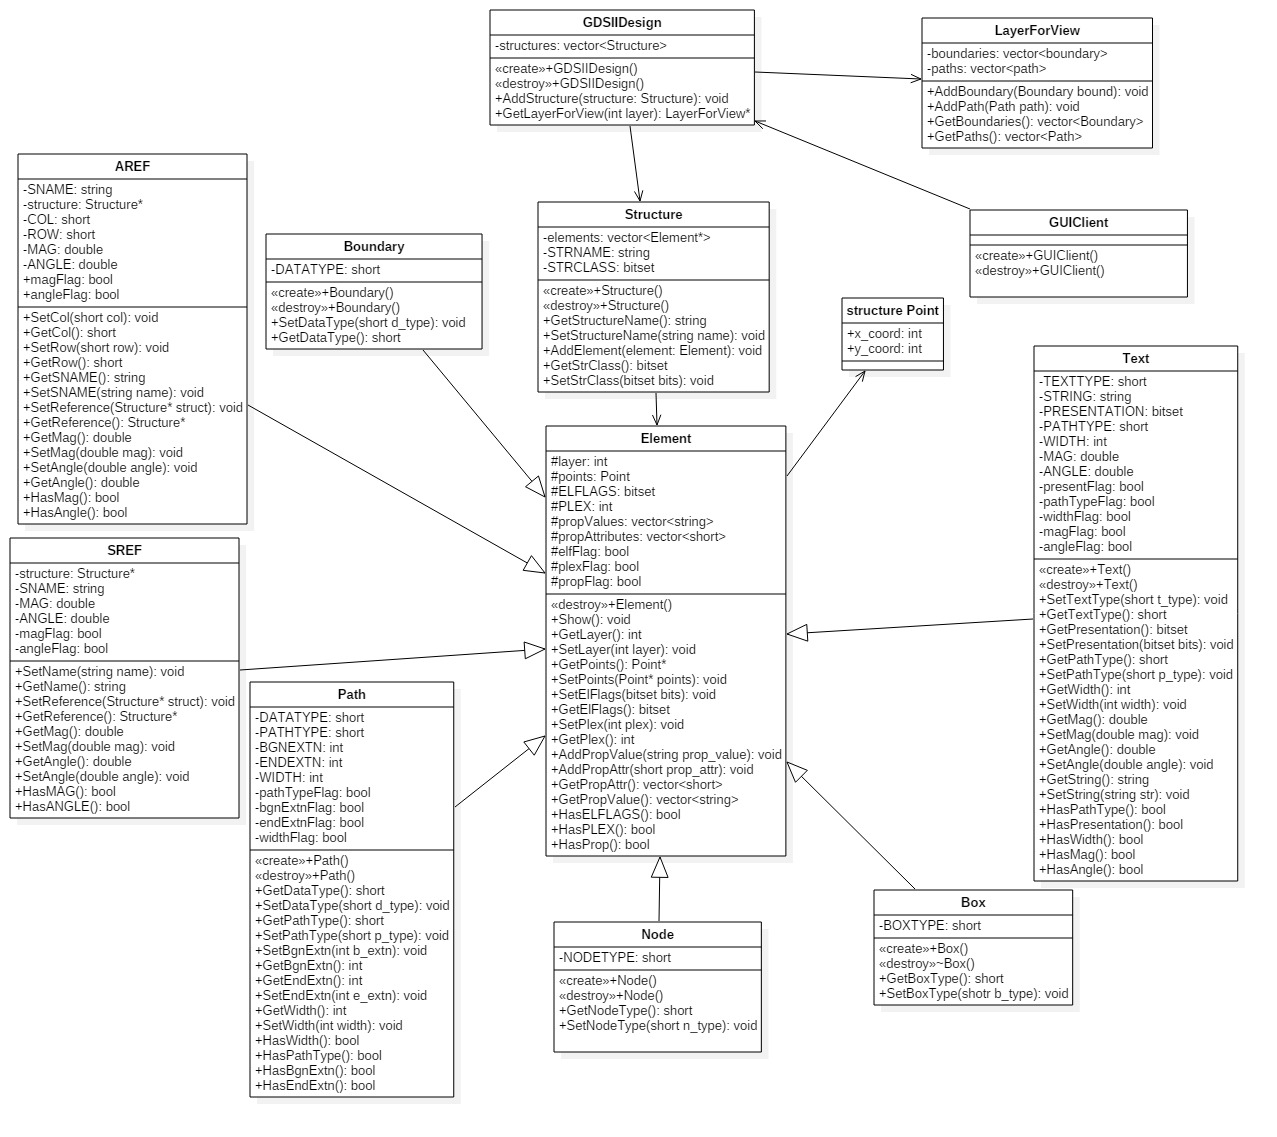 GDSIIDesign
-structures: vector<Structure>
«create»+GDSIIDesign()
«destroy»+GDSIIDesign()
+AddStructure(structure: Structure): void
+GetLayerForView(int layer): LayerForView*
LayerForView
-boundaries: vector<boundary>
-paths: vector<path>
+AddBoundary(Boundary bound): void
+AddPath(Path path): void
+GetBoundaries(): vector<Boundary>
+GetPaths(): vector<Path>
AREF
-SNAME: string
-structure: Structure*
-COL: short
-ROW: short
-MAG: double
-ANGLE: double
+magFlag: bool
+angleFlag: bool
+SetCol(short col): void
+GetCol(): short
+SetRow(short row): void
+GetRow(): short
+GetSNAME(): string
+SetSNAME(string name): void
+SetReference(Structure* struct): void
+GetReference(): Structure*
+GetMag(): double
+SetMag(double mag): void
+SetAngle(double angle): void
+GetAngle(): double
+HasMag(): bool
+HasAngle(): bool
Boundary
-DATATYPE: short
«create»+Boundary()
«destroy»+Boundary()
+SetDataType(short d_type): void
+GetDataType(): short
Structure
-elements: vector<Element*>
-STRNAME: string
-STRCLASS: bitset
«create»+Structure()
«destroy»+Structure()
+GetStructureName(): string
+SetStructureName(string name): void
+AddElement(element: Element): void
+GetStrClass(): bitset
+SetStrClass(bitset bits): void
GUIClient
«create»+GUIClient()
«destroy»+GUIClient()
structure Point
+x_coord: int
+y_coord: int
Text
-TEXTTYPE: short
-STRING: string
-PRESENTATION: bitset
-PATHTYPE: short
-WIDTH: int
-MAG: double
-ANGLE: double
-presentFlag: bool
-pathTypeFlag: bool
-widthFlag: bool
-magFlag: bool
-angleFlag: bool
«create»+Text()
«destroy»+Text()
+SetTextType(short t_type): void
+GetTextType(): short
+GetPresentation(): bitset
+SetPresentation(bitset bits): void
+GetPathType(): short
+SetPathType(short p_type): void
+GetWidth(): int
+SetWidth(int width): void
+GetMag(): double
+SetMag(double mag): void
+GetAngle(): double
+SetAngle(double angle): void
+GetString(): string
+SetString(string str): void
+HasPathType(): bool
+HasPresentation(): bool
+HasWidth(): bool
+HasMag(): bool
+HasAngle(): bool
Element
#layer: int
#points: Point
#ELFLAGS: bitset
#PLEX: int
#propValues: vector<string>
#propAttributes: vector<short>
#elfFlag: bool
#plexFlag: bool
#propFlag: bool
«destroy»+Element()
+Show(): void
+GetLayer(): int
+SetLayer(int layer): void
+GetPoints(): Point*
+SetPoints(Point* points): void
+SetElFlags(bitset bits): void
+GetElFlags(): bitset
+SetPlex(int plex): void
+GetPlex(): int
+AddPropValue(string prop_value): void
+AddPropAttr(short prop_attr): void
+GetPropAttr(): vector<short>
+GetPropValue(): vector<string>
+HasELFLAGS(): bool
+HasPLEX(): bool
+HasProp(): bool
SREF
-structure: Structure*
-SNAME: string
-MAG: double
-ANGLE: double
-magFlag: bool
-angleFlag: bool
+SetName(string name): void
+GetName(): string
+SetReference(Structure* struct): void
+GetReference(): Structure*
+GetMag(): double
+SetMag(double mag): void
+GetAngle(): double
+SetAngle(double angle): void
+HasMAG(): bool
+HasANGLE(): bool
Path
-DATATYPE: short
-PATHTYPE: short
-BGNEXTN: int
-ENDEXTN: int
-WIDTH: int
-pathTypeFlag: bool
-bgnExtnFlag: bool
-endExtnFlag: bool
-widthFlag: bool
«create»+Path()
«destroy»+Path()
+GetDataType(): short
+SetDataType(short d_type): void
+GetPathType(): short
+SetPathType(short p_type): void
+SetBgnExtn(int b_extn): void
+GetBgnExtn(): int
+GetEndExtn(): int
+SetEndExtn(int e_extn): void
+GetWidth(): int
+SetWidth(int width): void
+HasWidth(): bool
+HasPathType(): bool
+HasBgnExtn(): bool
+HasEndExtn(): bool
Node
-NODETYPE: short
«create»+Node()
«destroy»+Node()
+GetNodeType(): short
+SetNodeType(short n_type): void
Box
-BOXTYPE: short
«create»+Box()
«destroy»~Box()
+GetBoxType(): short
+SetBoxType(shotr b_type): void